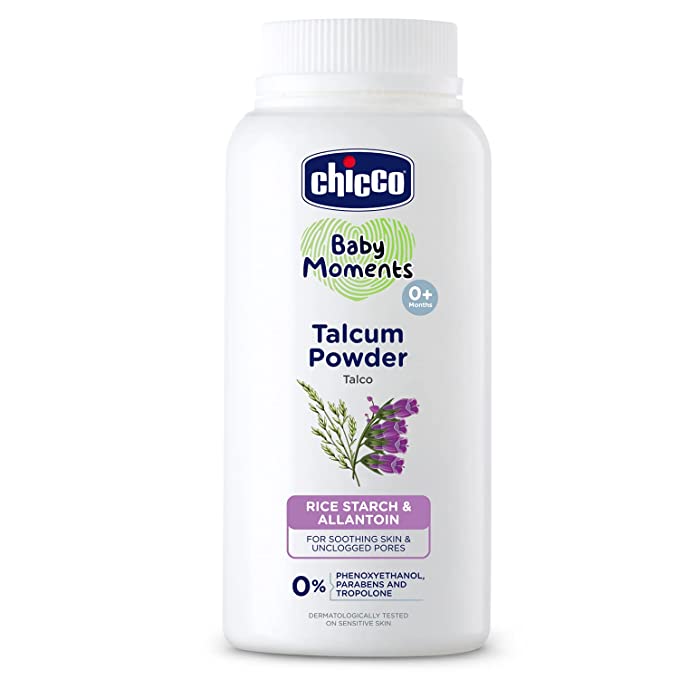 chicco
Baby
Moments
0+
Months
Talcum
Powder
Talco
RICE STARCH &
ALLANTOIN
FOR SOOTHING SKIN &
UNCLOGGED PORES
0% PHENOXYETHANOL,
PARABENS AND
TROPOLONE
DERMATOLOGICALLY TESTED
ON SENSITIVE SKIN.